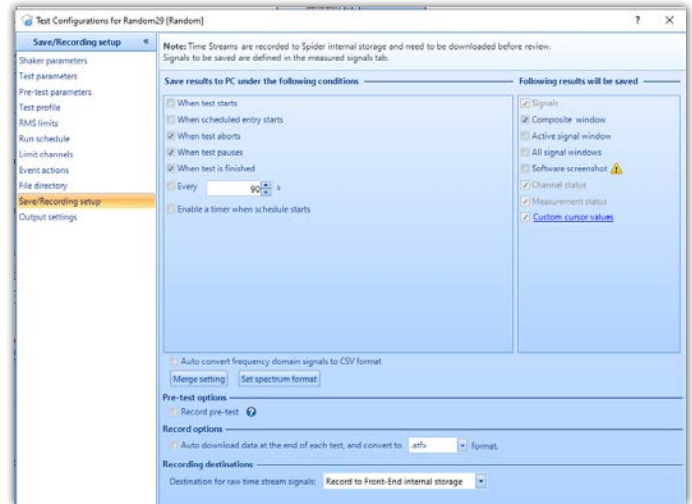 Test Configurations for Random29 [Random]
? ×
Save/Recording setup «
Shaker parameters
Test parameters
Pre-test parameters
Test profile
RMS limits
Run schedule
Limit channels
Event actions
File directory
Save/Recording setup
Output settings
Note: Time Streams are recorded to Spider internal storage and need to be downloaded before review.
Signals to be saved are defined in the measured signals tab.
Save results to PC under the following conditions
When test starts
When scheduled entry starts
When test aborts
When test pauses
When test is finished
Every 90 s
Enable a timer when schedule starts
Following results will be saved
Signals
Composite window
Active signal window
All signal windows
Software screenshot
Channel status
Measurement status
Custom cursor values
Auto convert frequency domain signals to CSV format
Merge setting Set spectrum format
Pre-test options
Record pre-test ?
Record options
Auto download data at the end of each test, and convert to .atfx format.
Recording destinations
Destination for raw time stream signals: Record to Front-End internal storage